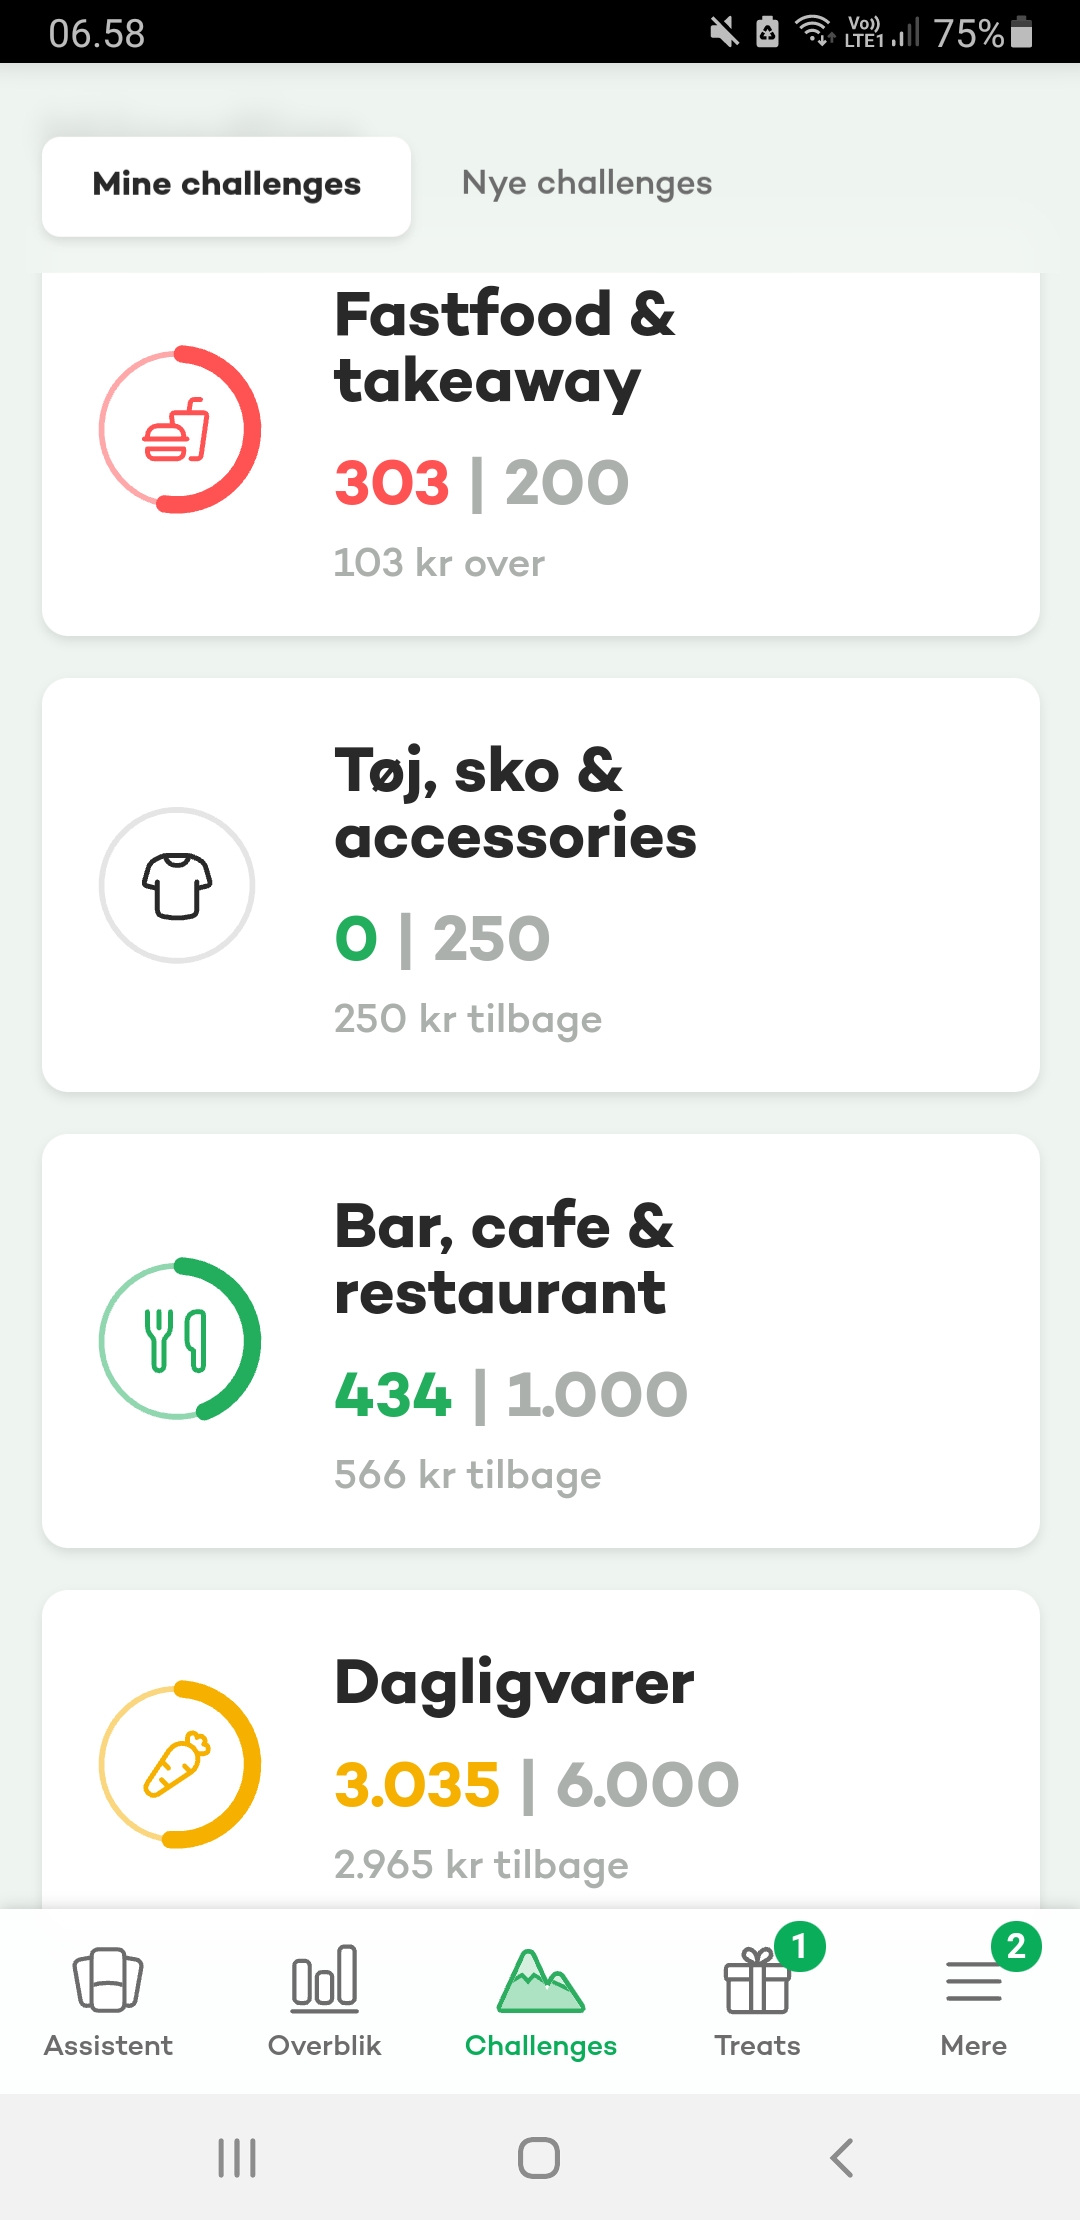 06.58
Vo)) LTE1 75%
Mine challenges
Nye challenges
Fastfood &
takeaway
303 | 200
103 kr over
Tøj, sko &
accessories
0 | 250
250 kr tilbage
Bar, cafe &
restaurant
434 | 1.000
566 kr tilbage
Dagligvarer
3.035 | 6.000
2.965 kr tilbage
1
2
Assistent
Overblik
Challenges
Treats
Mere